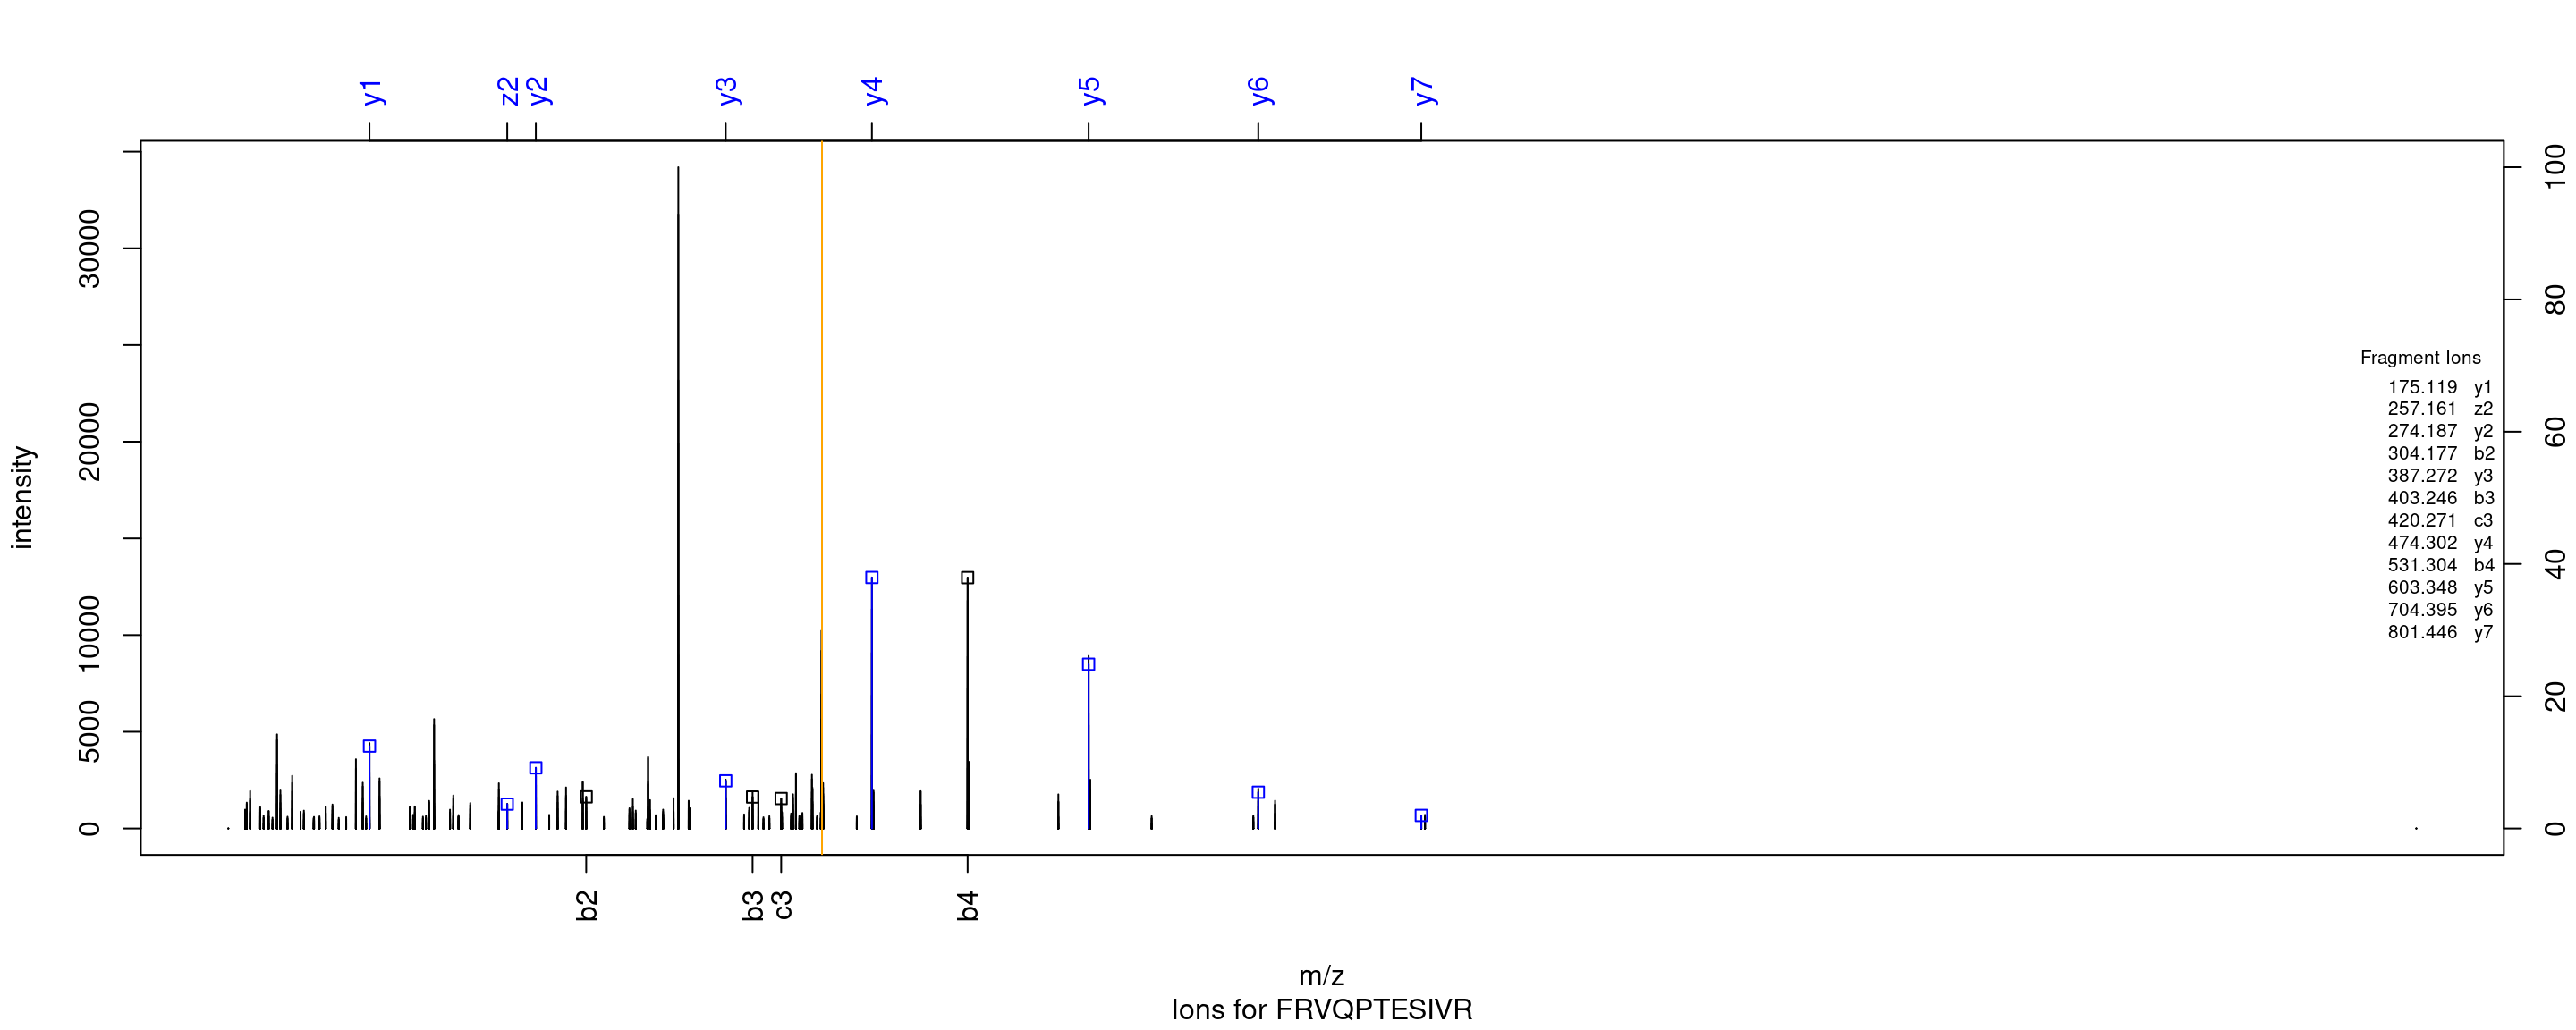 y1 z2 y2 y3 y4 y5 y6 y7
intensity
0 5000 10000 20000 30000
0 20 40 60 80 100
Fragment Ions
175.119 y1
257.161 z2
274.187 y2
304.177 b2
387.272 y3
403.246 b3
420.271 c3
474.302 y4
531.304 b4
603.348 y5
704.395 y6
801.446 y7
b2 b3 c3 b4
m/z
Ions for FRVQPTESIVR